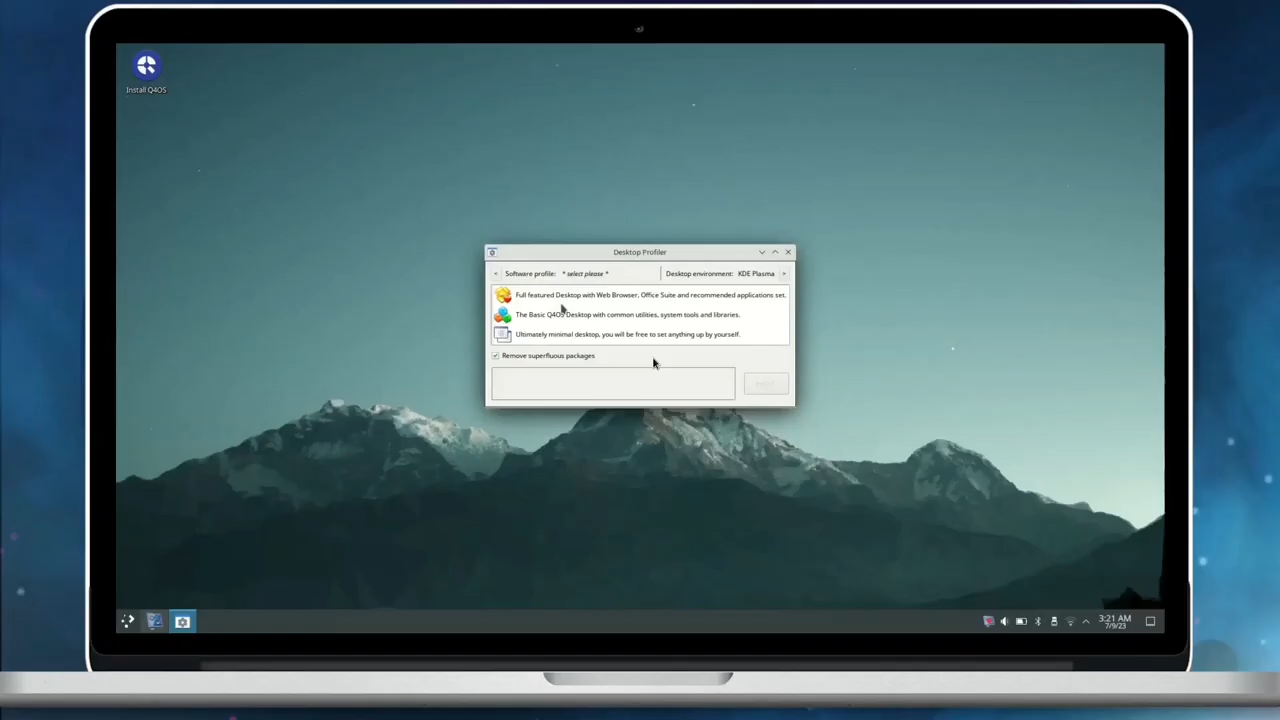 Install Q4OS
Desktop Profiler
< Software profile: * select please * Desktop environment: KDE Plasma >
Full featured Desktop with Web Browser, Office Suite and recommended applications set.
The Basic Q4OS Desktop with common utilities, system tools and libraries.
Ultimately minimal desktop, you will be free to set anything up by yourself.
Remove superfluous packages
3:21 AM
7/9/23